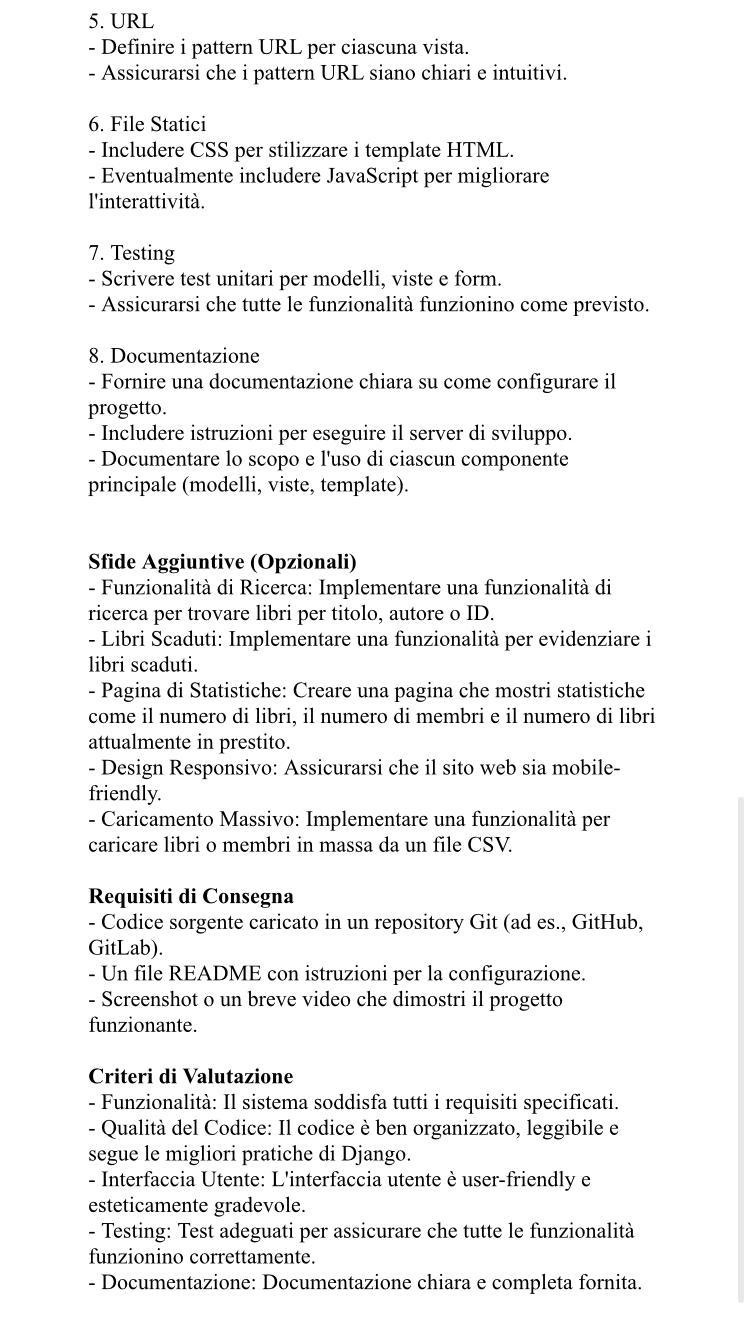 5. URL
- Definire i pattern URL per ciascuna vista.
- Assicurarsi che i pattern URL siano chiari e intuitivi.
6. File Statici
- Includere CSS per stilizzare i template HTML.
- Eventualmente includere JavaScript per migliorare
l'interattività.
7. Testing
- Scrivere test unitari per modelli, viste e form.
- Assicurarsi che tutte le funzionalità funzionino come previsto.
8. Documentazione
- Fornire una documentazione chiara su come configurare il
progetto.
- Includere istruzioni per eseguire il server di sviluppo.
- Documentare lo scopo e l'uso di ciascun componente
principale (modelli, viste, template).
Sfide Aggiuntive (Opzionali)
- Funzionalità di Ricerca: Implementare una funzionalità di
ricerca per trovare libri per titolo, autore o ID.
- Libri Scaduti: Implementare una funzionalità per evidenziare i
libri scaduti.
- Pagina di Statistiche: Creare una pagina che mostri statistiche
come il numero di libri, il numero di membri e il numero di libri
attualmente in prestito.
- Design Responsivo: Assicurarsi che il sito web sia mobile-
friendly.
- Caricamento Massivo: Implementare una funzionalità per
caricare libri o membri in massa da un file CSV.
Requisiti di Consegna
- Codice sorgente caricato in un repository Git (ad es., GitHub,
GitLab).
- Un file README con istruzioni per la configurazione.
- Screenshot o un breve video che dimostri il progetto
funzionante.
Criteri di Valutazione
- Funzionalità: Il sistema soddisfa tutti i requisiti specificati.
- Qualità del Codice: Il codice è ben organizzato, leggibile e
segue le migliori pratiche di Django.
- Interfaccia Utente: L'interfaccia utente è user-friendly e
esteticamente gradevole.
- Testing: Test adeguati per assicurare che tutte le funzionalità
funzionino correttamente.
- Documentazione: Documentazione chiara e completa fornita.